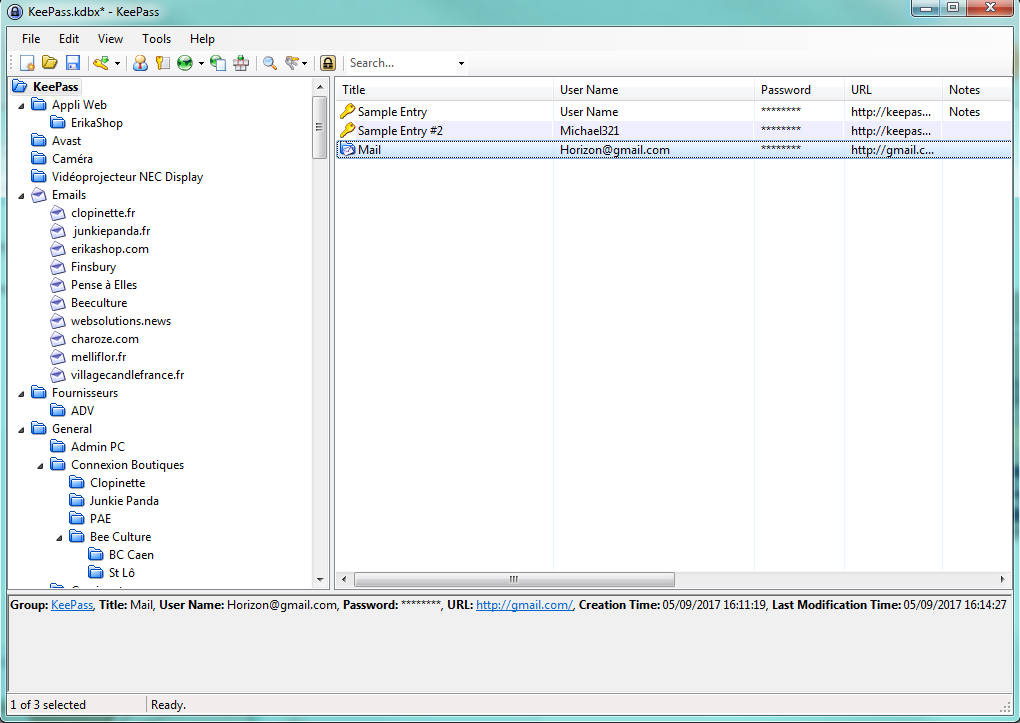 KeePass.kdbx* - KeePass
File Edit View Tools Help
Search...
KeePass
Appli Web
ErikaShop
Avast
Caméra
Vidéoprojecteur NEC Display
Emails
clopinette.fr
junkiepanda.fr
erikashop.com
Finsbury
Pense à Elles
Beeculture
websolutions.news
charoze.com
melliflor.fr
villagecandlefrance.fr
Fournisseurs
ADV
General
Admin PC
Connexion Boutiques
Clopinette
Junkie Panda
PAE
Bee Culture
BC Caen
St Lô
Title User Name Password URL Notes
Sample Entry User Name ******** http://keepas... Notes
Sample Entry #2 Michael321 ******** http://keepas...
Mail Horizon@gmail.com ******** http://gmail.c...
Group: KeePass, Title: Mail, User Name: Horizon@gmail.com, Password: ********, URL: http://gmail.com/, Creation Time: 05/09/2017 16:11:19, Last Modification Time: 05/09/2017 16:14:27
1 of 3 selected Ready.